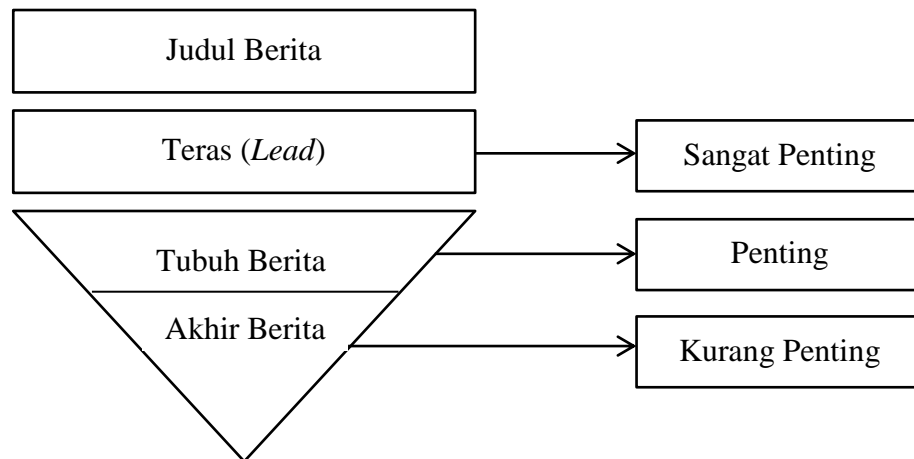 Judul Berita
Teras (Lead)
Sangat Penting
Tubuh Berita
Penting
Akhir Berita
Kurang Penting